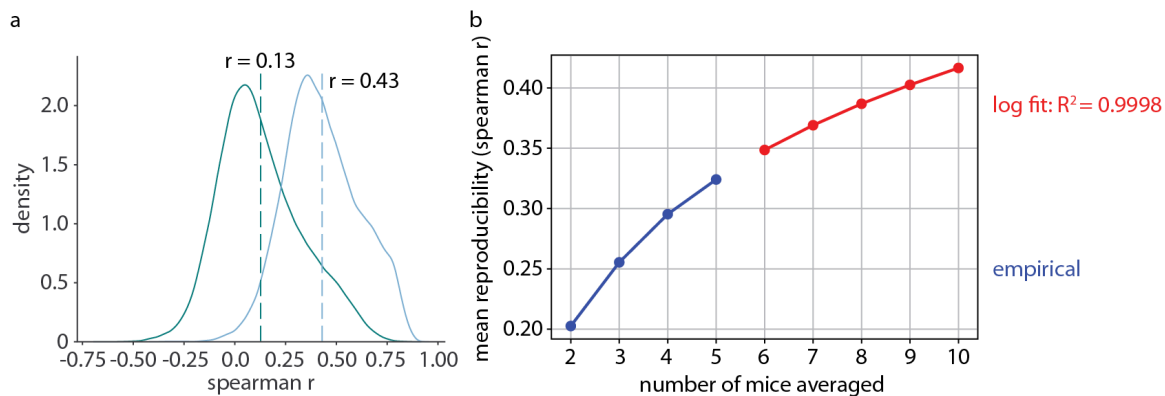 a
r = 0.13
r = 0.43
2.0
1.5
1.0
0.5
0
density
-0.75 -0.50 -0.25 0.0 0.25 0.50 0.75 1.00
spearman r
b
mean reproducibility (spearman r)
0.40
0.35
0.30
0.25
0.20
2 3 4 5 6 7 8 9 10
number of mice averaged
log fit: R² = 0.9998
empirical